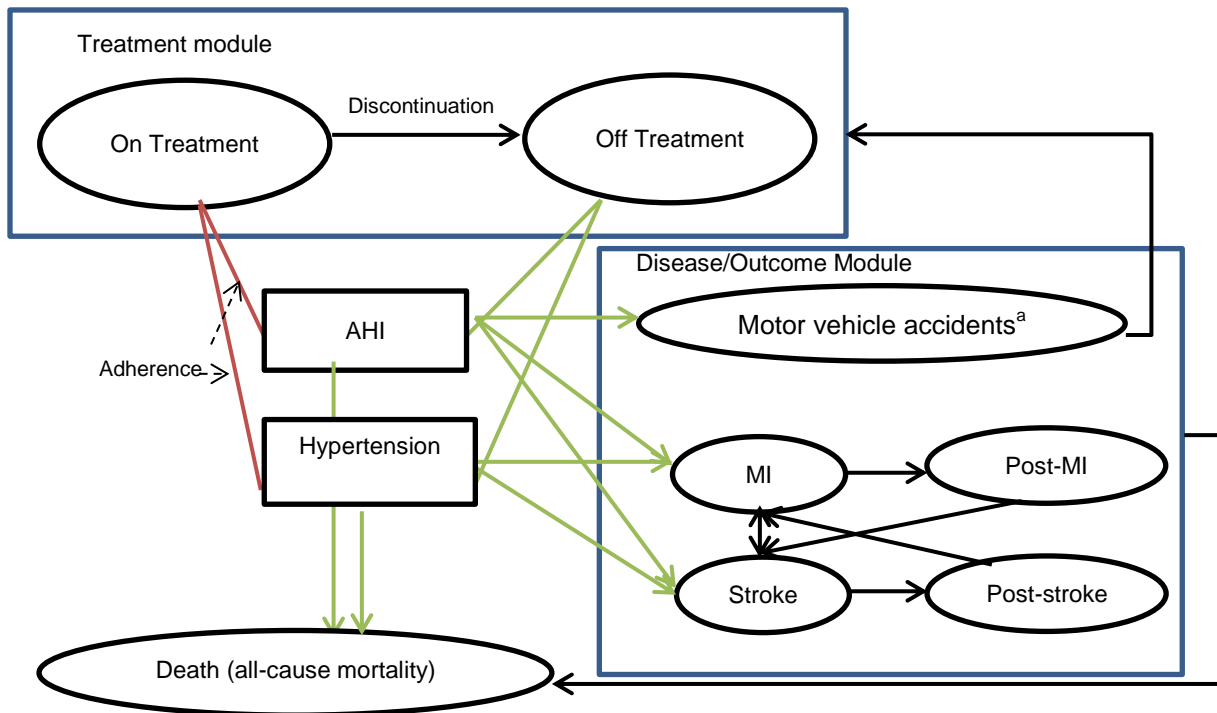 Treatment module
Discontinuation
On Treatment
Off Treatment
Disease/Outcome Module
AHI
Motor vehicle accidentsᵃ
Adherence
Hypertension
MI
Post-MI
Stroke
Post-stroke
Death (all-cause mortality)